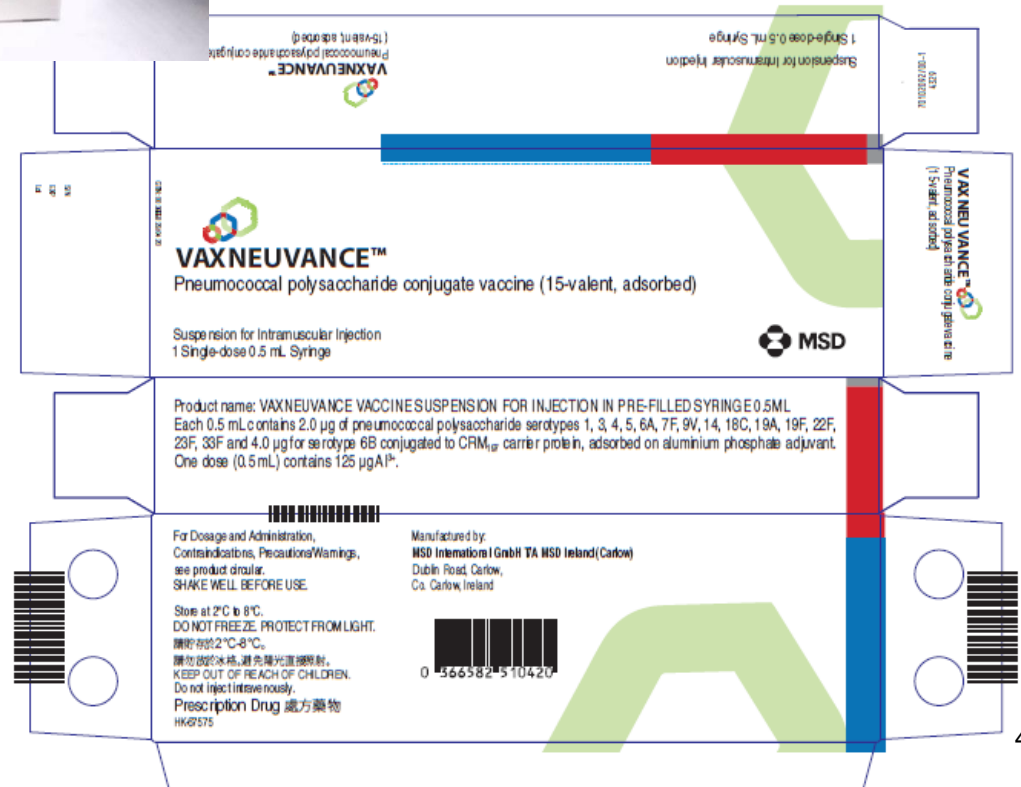 (15-valent, adsorbed)
Pneumococcal polysaccharide conjugate
VAXNEUVANCE™
1 Single-dose 0.5 mL Syringe
Suspension for Intramuscular Injection
4329
S/N
EXP
Lot
VAXNEUVANCE™
Pneumococcal polysaccharide conjugate vaccine (15-valent, adsorbed)
Suspension for Intramuscular Injection
1 Single-dose 0.5 mL Syringe
MSD
VAXNEUVANCE™
Pneumococcal polysaccharide conjugate vaccine
(15-valent, adsorbed)
Product name: VAXNEUVANCE VACCINE SUSPENSION FOR INJECTION IN PRE-FILLED SYRINGE 0.5ML
Each 0.5 mL contains 2.0 µg of pneumococcal polysaccharide serotypes 1, 3, 4, 5, 6A, 7F, 9V, 14, 18C, 19A, 19F, 22F,
23F, 33F and 4.0 µg for serotype 6B conjugated to CRM₁₉₇ carrier protein, adsorbed on aluminium phosphate adjuvant.
One dose (0.5 mL) contains 125 µg Al³⁺.
For Dosage and Administration,
Contraindications, Precautions/Warnings,
see product circular.
SHAKE WELL BEFORE USE.
Store at 2°C to 8°C.
DO NOT FREEZE. PROTECT FROM LIGHT.
請貯存於2°C-8°C。
請勿放於冰格,避免陽光直接照射。
KEEP OUT OF REACH OF CHILDREN.
Do not inject intravenously.
Prescription Drug 處方藥物
HK-67575
Manufactured by:
MSD International GmbH T/A MSD Ireland (Carlow)
Dublin Road, Carlow,
Co. Carlow, Ireland
0 366582 510420
4